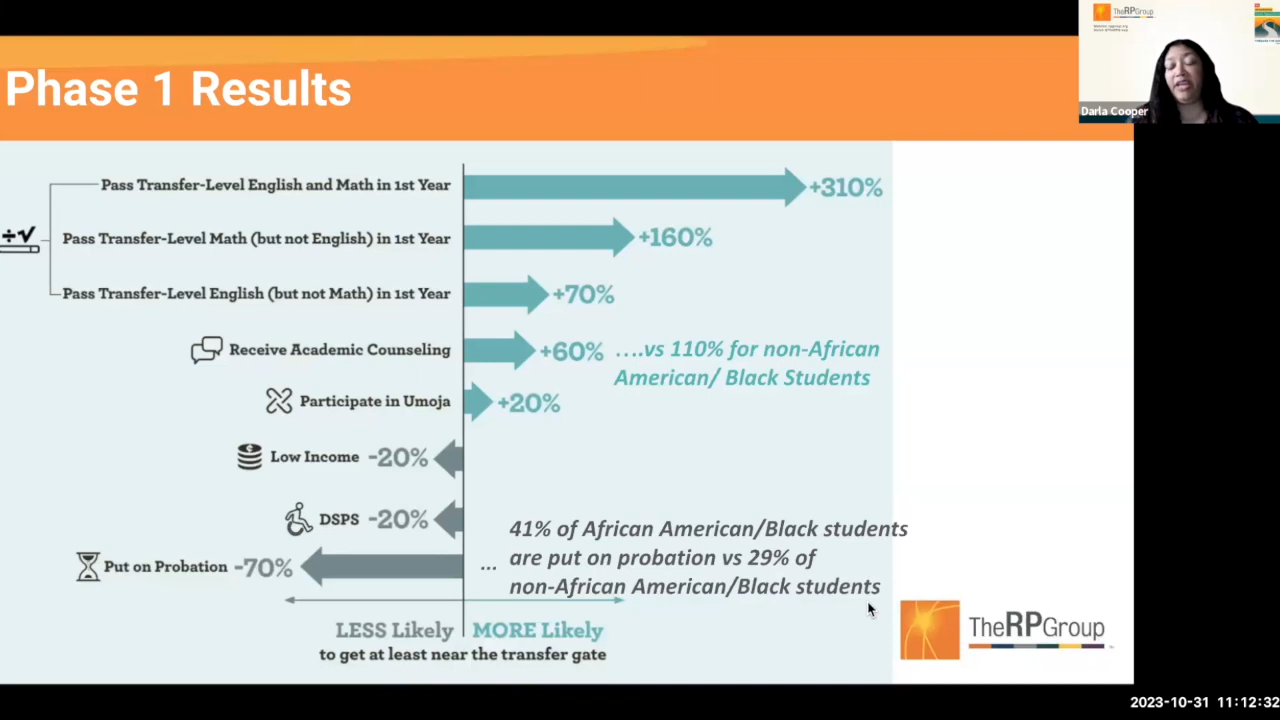 Phase 1 Results
TheRPGroup
Darla Cooper
Pass Transfer-Level English and Math in 1st Year
+310%
÷√
Pass Transfer-Level Math (but not English) in 1st Year
+160%
Pass Transfer-Level English (but not Math) in 1st Year
+70%
Receive Academic Counseling
+60%
....vs 110% for non-African
American/ Black Students
Participate in Umoja
+20%
Low Income
-20%
DSPS
-20%
Put on Probation
-70%
... 41% of African American/Black students
are put on probation vs 29% of
non-African American/Black students
LESS Likely
MORE Likely
to get at least near the transfer gate
TheRPGroup
2023-10-31 11:12:32